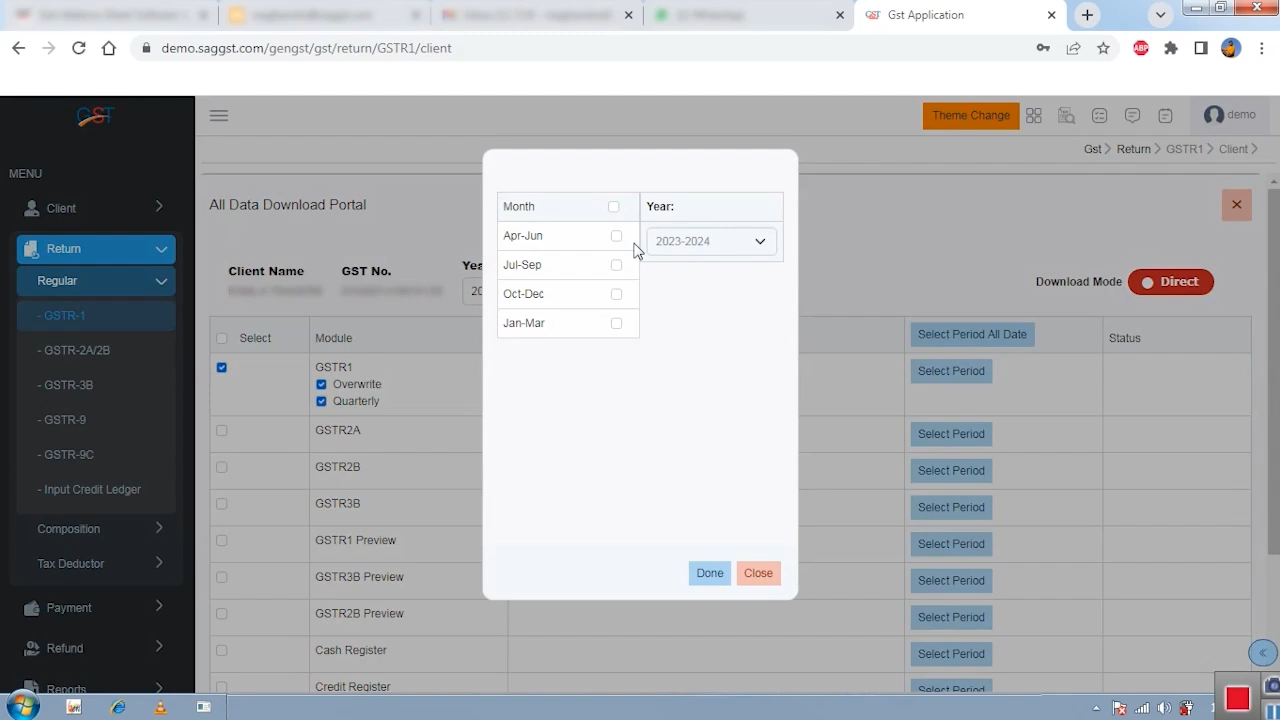 Gst Application
demo.saggst.com/gengst/gst/return/GSTR1/client
ABP
GST
Theme Change
demo
MENU
Gst > Return > GSTR1 > Client >
Client
All Data Download Portal
Return
Regular
- GSTR-1
- GSTR-2A/2B
- GSTR-3B
- GSTR-9
- GSTR-9C
- Input Credit Ledger
Composition
Tax Deductor
Payment
Refund
Reports
Client Name
GST No.
Download Mode
Direct
Select
Module
Select Period All Date
Status
GSTR1
Overwrite
Quarterly
Select Period
GSTR2A
Select Period
GSTR2B
Select Period
GSTR3B
Select Period
GSTR1 Preview
Select Period
GSTR3B Preview
Select Period
GSTR2B Preview
Select Period
Cash Register
Select Period
Credit Register
Select Period
Month
Year:
Apr-Jun
2023-2024
Jul-Sep
Oct-Dec
Jan-Mar
Done
Close